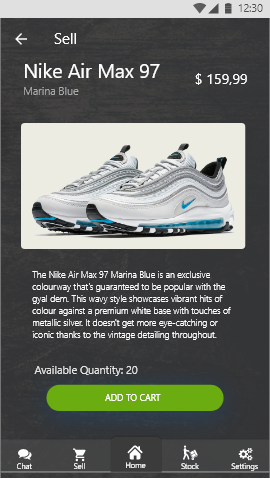 12:30
Sell
Nike Air Max 97
$ 159,99
Marina Blue
The Nike Air Max 97 Marina Blue is an exclusive
colourway that's guaranteed to be popular with the
gyal dem. This wavy style showcases vibrant hits of
colour against a premium white base with touches of
metallic silver. It doesn't get more eye-catching or
iconic thanks to the vintage detailing throughout.
Available Quantity: 20
ADD TO CART
Chat
Sell
Home
Stock
Settings